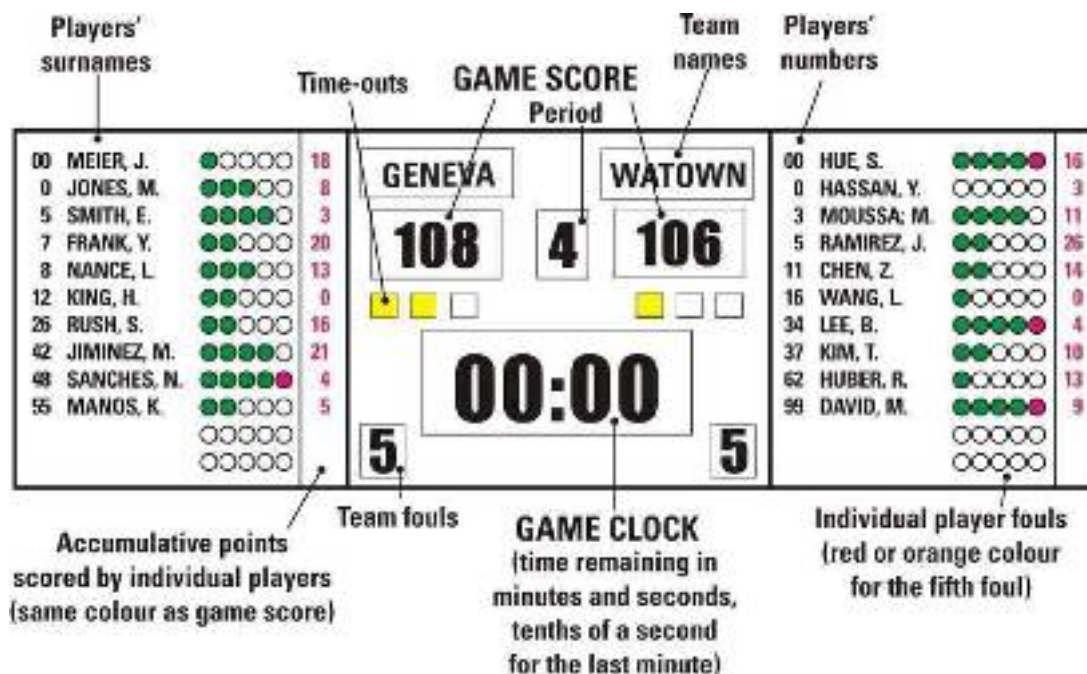 Players'
surnames
Time-outs
GAME SCORE
Period
Team
names
Players'
numbers
00 MEIER, J. 18
0 JONES, M. 8
5 SMITH, E. 3
7 FRANK, Y. 20
8 NANCE, L. 13
12 KING, H. 0
26 RUSH, S. 16
42 JIMINEZ, M. 21
48 SANCHES, N. 4
55 MANOS, K. 5
GENEVA WATOWN
108 4 106
00:00
5 5
00 HUE, S. 16
0 HASSAN, Y. 3
3 MOUSSA; M. 11
5 RAMIREZ, J. 26
11 CHEN, Z. 14
16 WANG, L. 0
34 LEE, B. 4
37 KIM, T. 10
62 HUBER, R. 13
99 DAVID, M. 9
Accumulative points
scored by individual players
(same colour as game score)
Team fouls
GAME CLOCK
(time remaining in
minutes and seconds,
tenths of a second
for the last minute)
Individual player fouls
(red or orange colour
for the fifth foul)